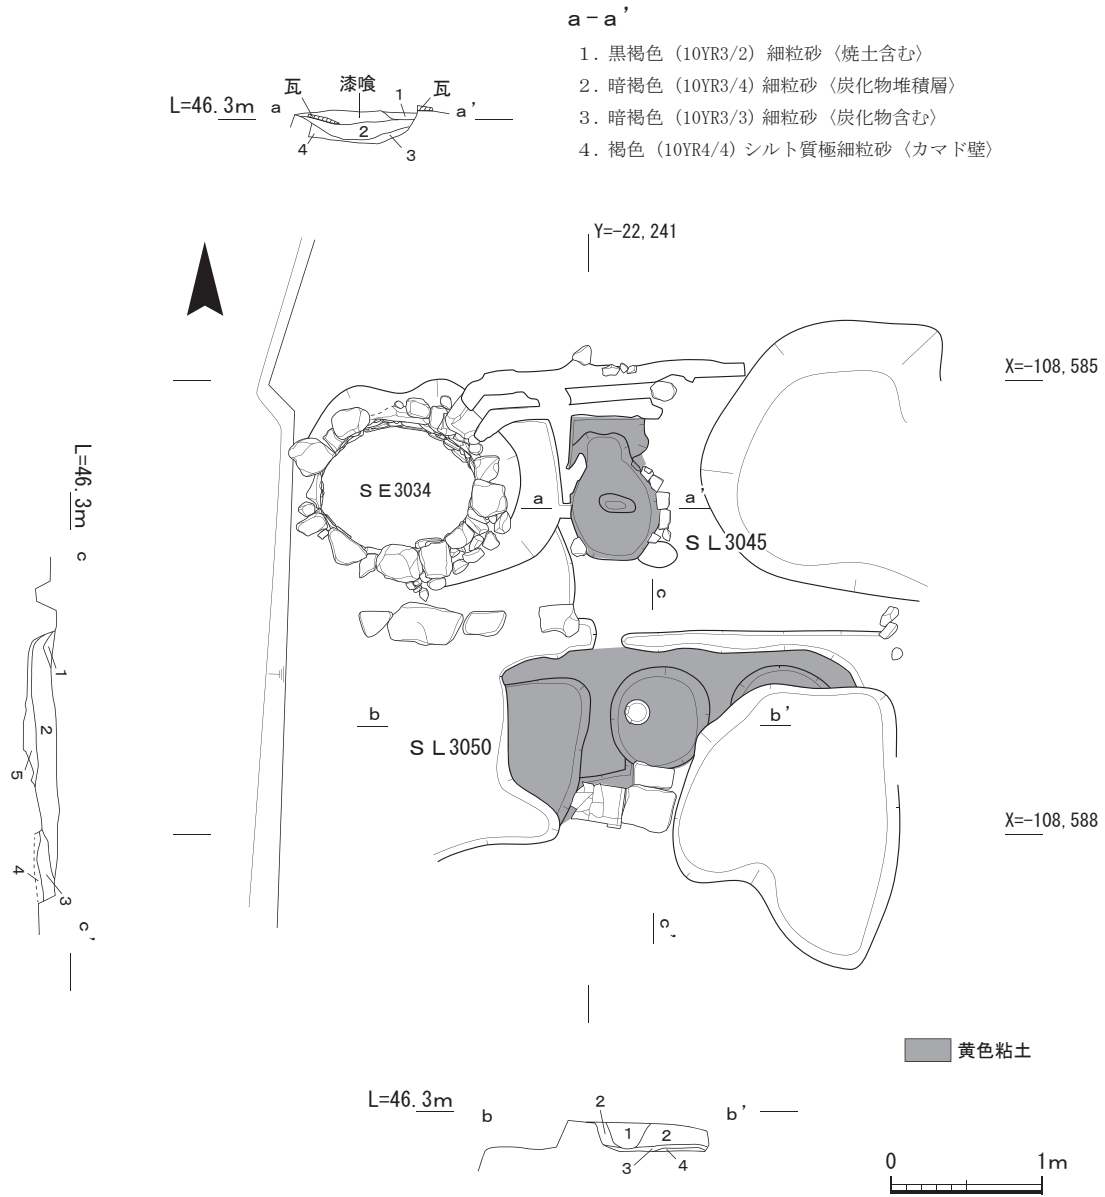 a－a’
1．黒褐色（10YR3/2）細粒砂〈焼土含む〉
2．暗褐色（10YR3/4）細粒砂〈炭化物堆積層〉
3．暗褐色（10YR3/3）細粒砂〈炭化物含む〉
4．褐色（10YR4/4）シルト質極細粒砂〈カマド壁〉
L=46.3m a 瓦 漆喰 1 瓦 a’
2
4 3
Y=-22,241
X=-108,585
ＳＥ3034
a a’
ＳＬ3045
c
L=46.3m c
1
2
5
4
3
c’
b b’
ＳＬ3050
X=-108,588
c’
黄色粘土
L=46.3m b 2 b’
1 2
3 4
0 1m